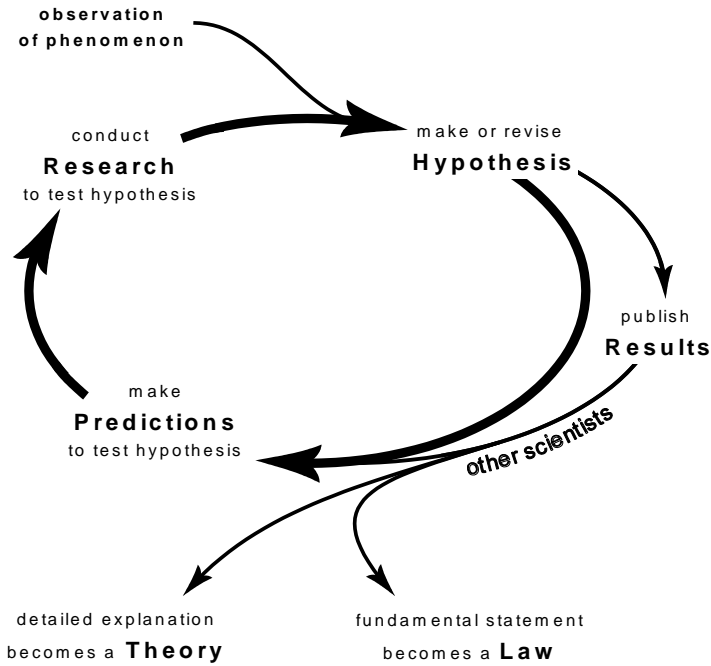 observation
of phenomenon
conduct
Research
to test hypothesis
make or revise
Hypothesis
publish
Results
make
Predictions
to test hypothesis
other scientists
detailed explanation
becomes a Theory
fundamental statement
becomes a Law